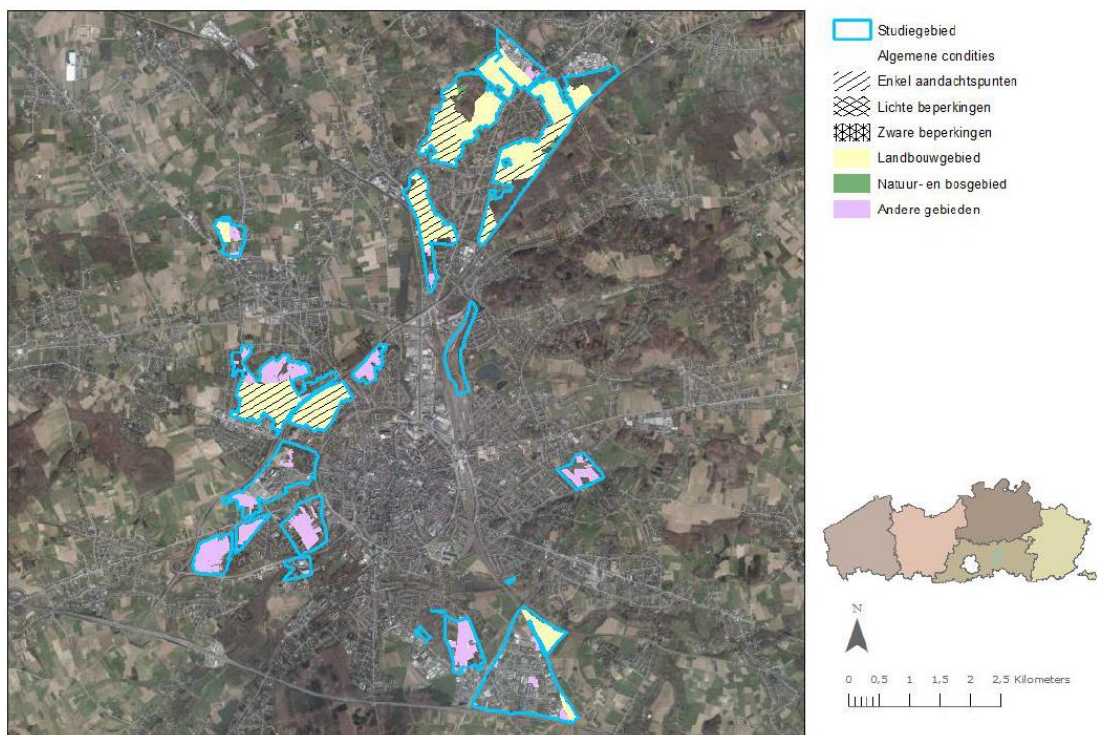 Studiegebied
Algemene condities
Enkel aandachtspunten
Lichte beperkingen
Zware beperkingen
Landbouwgebied
Natuur- en bosgebied
Andere gebieden
N
0 0,5 1 1,5 2 2,5 Kilometers